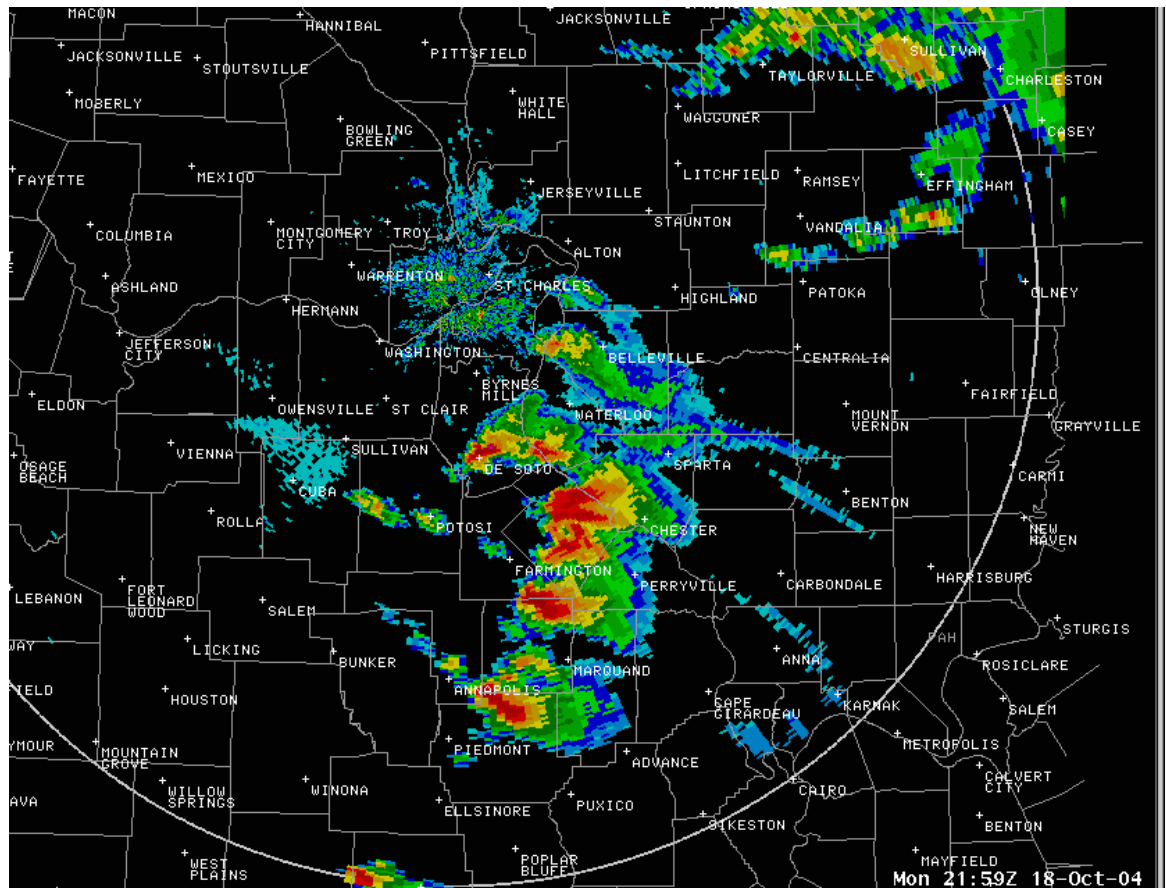 MACON
HANNIBAL
JACKSONVILLE
JACKSONVILLE
STOUTSVILLE
PITTSFIELD
SULLIVAN
TAYLORVILLE
CHARLESTON
MOBERLY
WHITE
HALL
WAGGONER
BOWLING
GREEN
CASEY
FAYETTE
MEXICO
LITCHFIELD
RAMSEY
EFFINGHAM
JERSEYVILLE
COLUMBIA
MONTGOMERY
CITY
TROY
STAUNTON
VANDALIA
ALTON
ASHLAND
WARRENTON
ST CHARLES
HIGHLAND
PATOKA
OLNEY
HERMANN
JEFFERSON
CITY
WASHINGTON
BELLEVILLE
CENTRALIA
BYRNES
MILL
FAIRFIELD
ELDON
OWENSVILLE
ST CLAIR
WATERLOO
MOUNT
VERNON
GRAYVILLE
VIENNA
SULLIVAN
OSAGE
BEACH
DE SOTO
SPARTA
CARMI
CUBA
BENTON
ROLLA
POTOSI
CHESTER
NEW
HAVEN
FARMINGTON
PERRYVILLE
CARBONDALE
HARRISBURG
LEBANON
FORT
LEONARD
WOOD
SALEM
STURGIS
WAY
LICKING
PAH
BUNKER
MARQUAND
ANNA
ROSICLARE
FIELD
HOUSTON
ANNAPOLIS
CAPE
GIRARDEAU
KARNAK
SALEM
YMOUR
MOUNTAIN
GROVE
PIEDMONT
METROPOLIS
ADVANCE
CALVERT
CITY
AVA
WILLOW
SPRINGS
WINONA
ELLSINORE
PUXICO
CAIRO
SIKESTON
BENTON
WEST
PLAINS
POPLAR
BLUFF
MAYFIELD
Mon 21:59Z 18-Oct-04